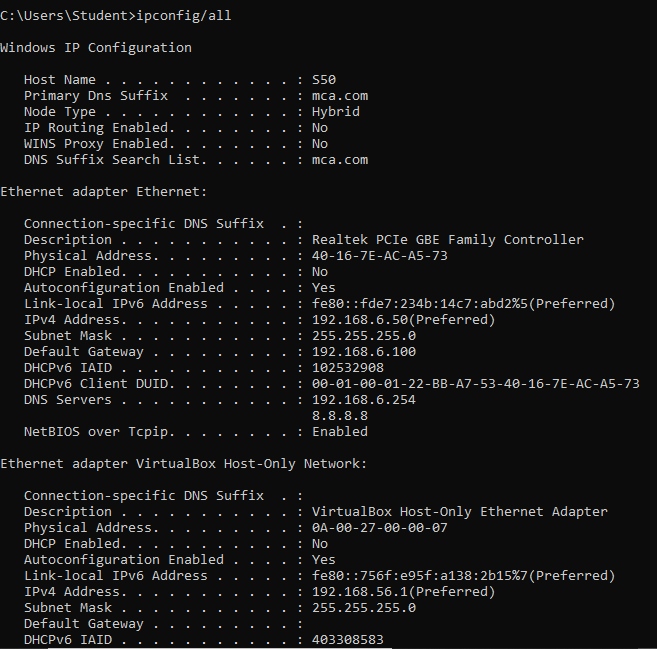 C:\Users\Student>ipconfig/all
Windows IP Configuration
Host Name . . . . . . . . . . . . : S50
Primary Dns Suffix  . . . . . . . : mca.com
Node Type . . . . . . . . . . . . : Hybrid
IP Routing Enabled. . . . . . . . : No
WINS Proxy Enabled. . . . . . . . : No
DNS Suffix Search List. . . . . . : mca.com
Ethernet adapter Ethernet:
Connection-specific DNS Suffix  . :
Description . . . . . . . . . . . : Realtek PCIe GBE Family Controller
Physical Address. . . . . . . . . : 40-16-7E-AC-A5-73
DHCP Enabled. . . . . . . . . . . : No
Autoconfiguration Enabled . . . . : Yes
Link-local IPv6 Address . . . . . : fe80::fde7:234b:14c7:abd2%5(Preferred)
IPv4 Address. . . . . . . . . . . : 192.168.6.50(Preferred)
Subnet Mask . . . . . . . . . . . : 255.255.255.0
Default Gateway . . . . . . . . . : 192.168.6.100
DHCPv6 IAID . . . . . . . . . . . : 102532908
DHCPv6 Client DUID. . . . . . . . : 00-01-00-01-22-BB-A7-53-40-16-7E-AC-A5-73
DNS Servers . . . . . . . . . . . : 192.168.6.254
8.8.8.8
NetBIOS over Tcpip. . . . . . . . : Enabled
Ethernet adapter VirtualBox Host-Only Network:
Connection-specific DNS Suffix  . :
Description . . . . . . . . . . . : VirtualBox Host-Only Ethernet Adapter
Physical Address. . . . . . . . . : 0A-00-27-00-00-07
DHCP Enabled. . . . . . . . . . . : No
Autoconfiguration Enabled . . . . : Yes
Link-local IPv6 Address . . . . . : fe80::756f:e95f:a138:2b15%7(Preferred)
IPv4 Address. . . . . . . . . . . : 192.168.56.1(Preferred)
Subnet Mask . . . . . . . . . . . : 255.255.255.0
Default Gateway . . . . . . . . . :
DHCPv6 IAID . . . . . . . . . . . : 403308583